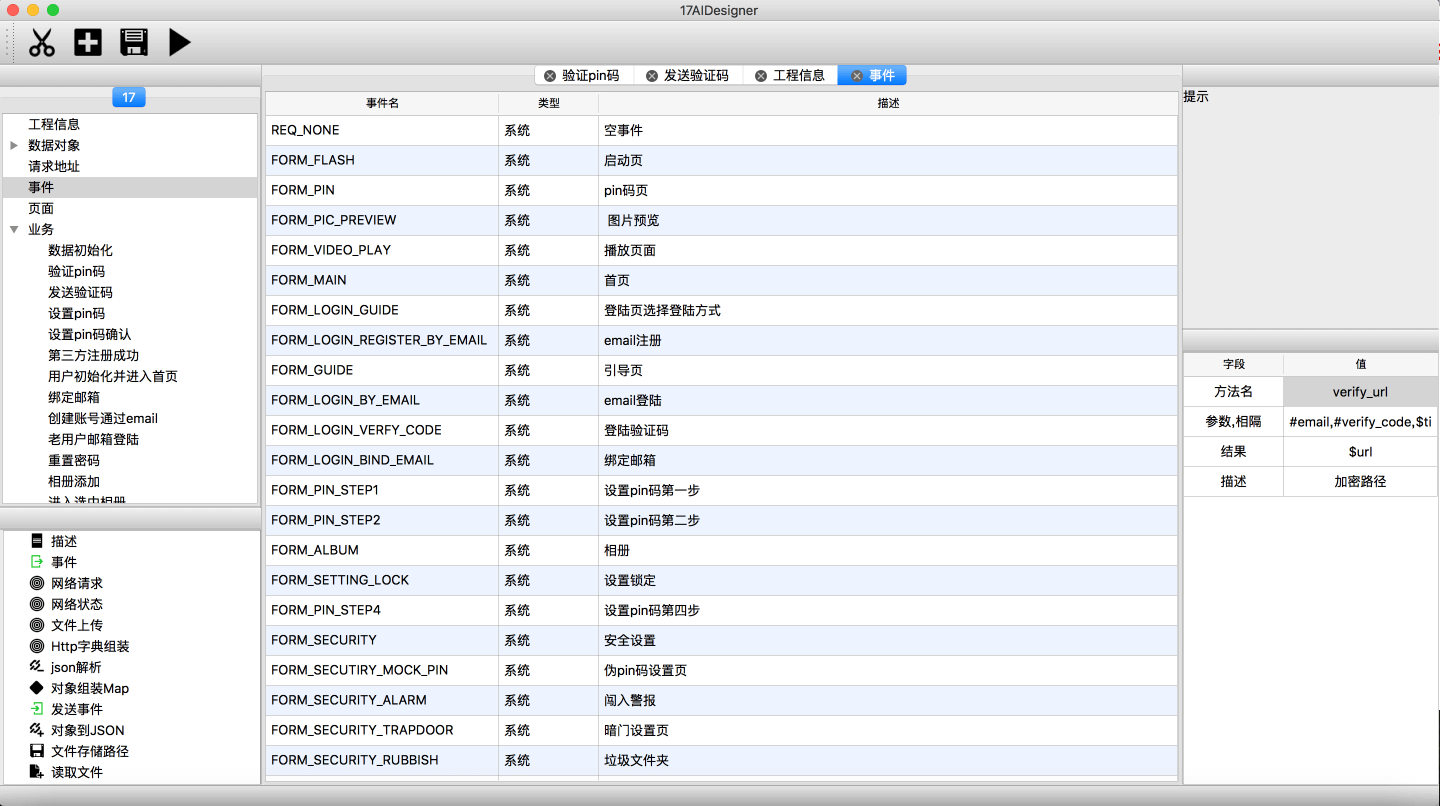 17AIDesigner
17
工程信息
数据对象
请求地址
事件
页面
业务
数据初始化
验证pin码
发送验证码
设置pin码
设置pin码确认
第三方注册成功
用户初始化并进入首页
绑定邮箱
创建账号通过email
老用户邮箱登陆
重置密码
相册添加
进入选中相册
描述
事件
网络请求
网络状态
文件上传
Http字典组装
json解析
对象组装Map
发送事件
对象到JSON
文件存储路径
读取文件
验证pin码 发送验证码 工程信息 事件
事件名 类型 描述
REQ_NONE 系统 空事件
FORM_FLASH 系统 启动页
FORM_PIN 系统 pin码页
FORM_PIC_PREVIEW 系统 图片预览
FORM_VIDEO_PLAY 系统 播放页面
FORM_MAIN 系统 首页
FORM_LOGIN_GUIDE 系统 登陆页选择登陆方式
FORM_LOGIN_REGISTER_BY_EMAIL 系统 email注册
FORM_GUIDE 系统 引导页
FORM_LOGIN_BY_EMAIL 系统 email登陆
FORM_LOGIN_VERFY_CODE 系统 登陆验证码
FORM_LOGIN_BIND_EMAIL 系统 绑定邮箱
FORM_PIN_STEP1 系统 设置pin码第一步
FORM_PIN_STEP2 系统 设置pin码第二步
FORM_ALBUM 系统 相册
FORM_SETTING_LOCK 系统 设置锁定
FORM_PIN_STEP4 系统 设置pin码第四步
FORM_SECURITY 系统 安全设置
FORM_SECUTIRY_MOCK_PIN 系统 伪pin码设置页
FORM_SECURITY_ALARM 系统 闯入警报
FORM_SECURITY_TRAPDOOR 系统 暗门设置页
FORM_SECURITY_RUBBISH 系统 垃圾文件夹
提示
字段 值
方法名 verify_url
参数,相隔 #email,#verify_code,$ti
结果 $url
描述 加密路径